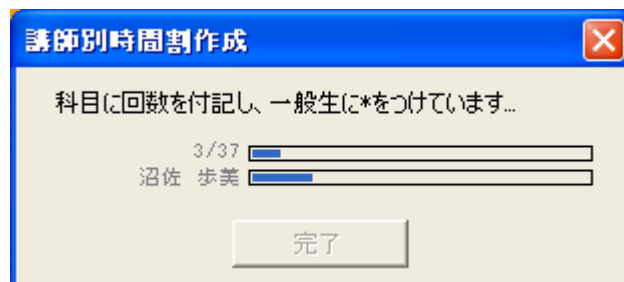 講師別時間割作成
科目に回数を付記し、一般生に*をつけています...
3/37
沼佐 歩美
完了